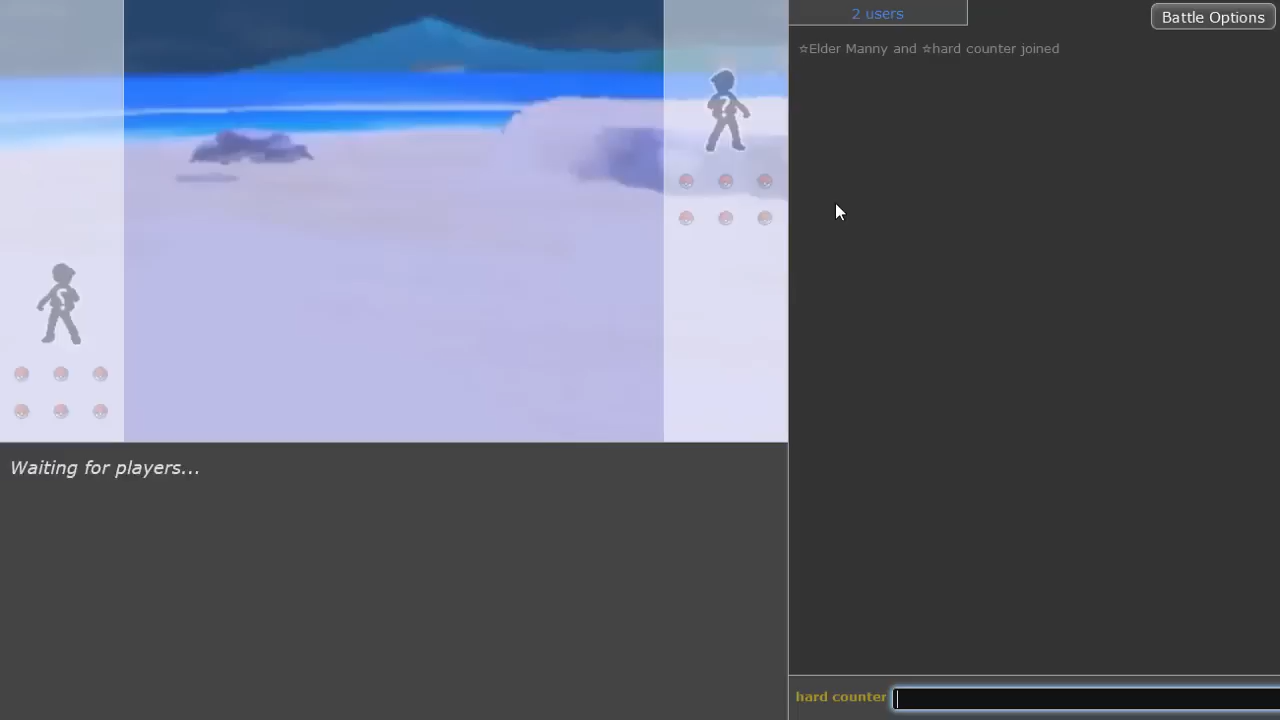 2 users
Battle Options
☆Elder Manny and ☆hard counter joined
Waiting for players...
hard counter